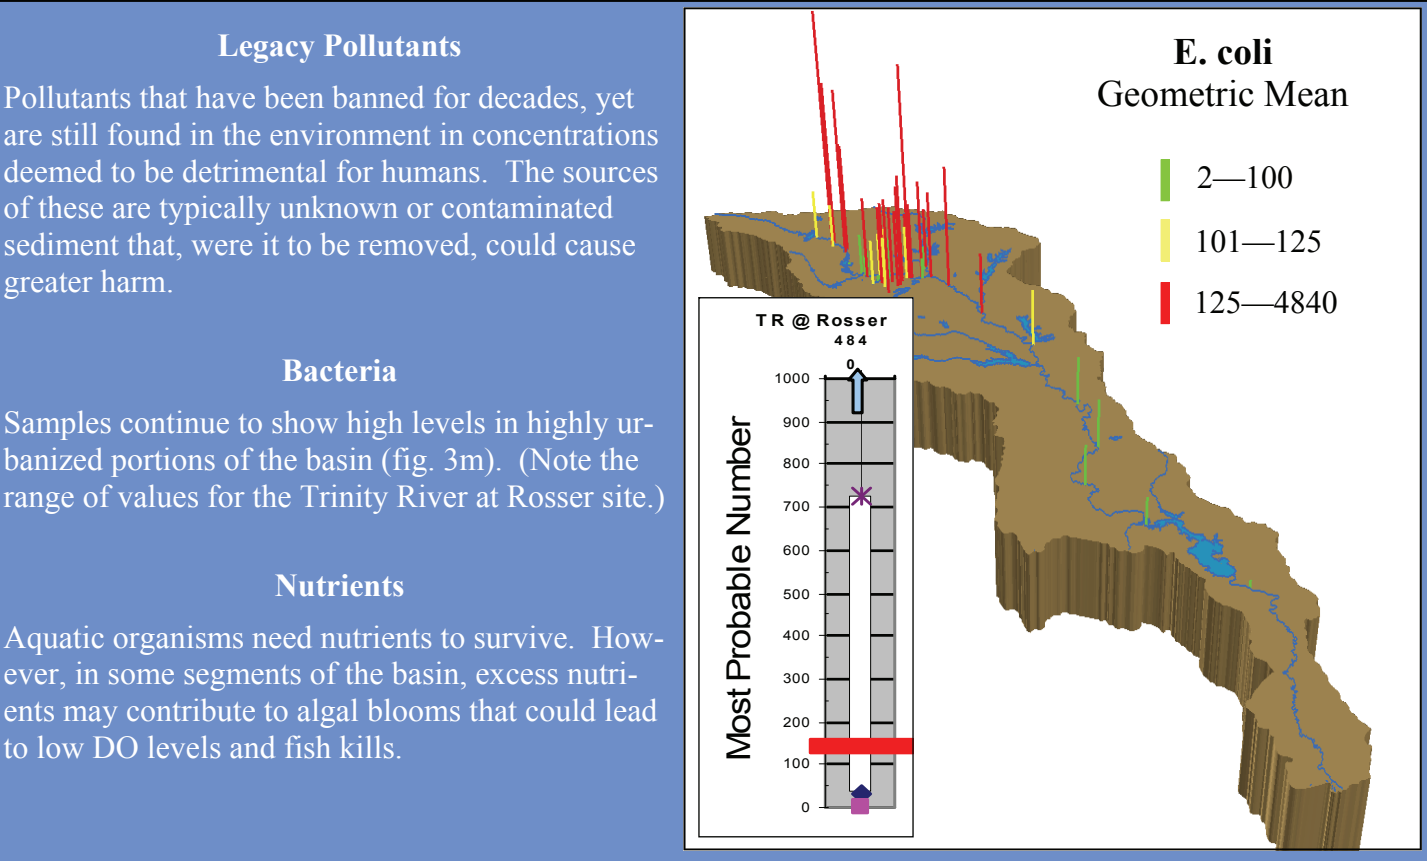 Legacy Pollutants
Pollutants that have been banned for decades, yet
are still found in the environment in concentrations
deemed to be detrimental for humans. The sources
of these are typically unknown or contaminated
sediment that, were it to be removed, could cause
greater harm.
Bacteria
Samples continue to show high levels in highly ur-
banized portions of the basin (fig. 3m). (Note the
range of values for the Trinity River at Rosser site.)
Nutrients
Aquatic organisms need nutrients to survive. How-
ever, in some segments of the basin, excess nutri-
ents may contribute to algal blooms that could lead
to low DO levels and fish kills.
E. coli
Geometric Mean
2—100
101—125
125—4840
TR @ Rosser
484
0
Most Probable Number
1000
900
800
700
600
500
400
300
200
100
0